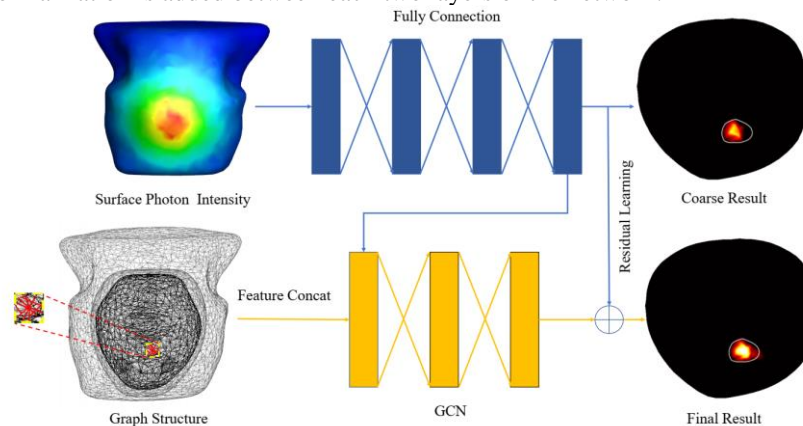 Fully Connection
Surface Photon Intensity
Coarse Result
Residual Learning
Feature Concat
Graph Structure
GCN
Final Result